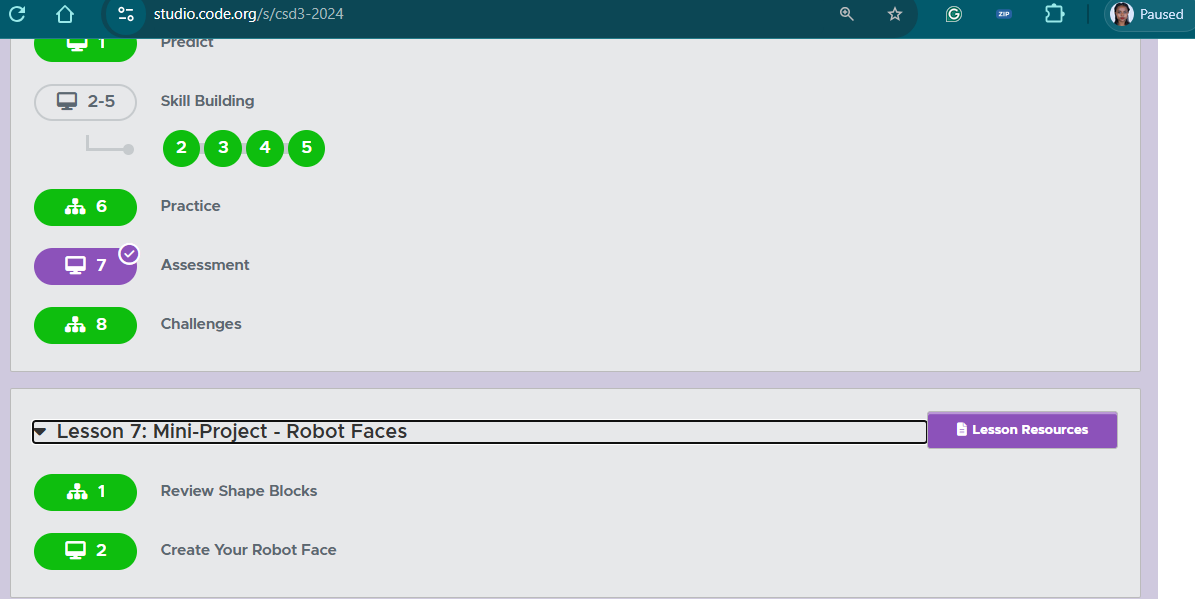 studio.code.org/s/csd3-2024
ZIP
Paused
1 Predict
2-5 Skill Building
2 3 4 5
6 Practice
7 Assessment
8 Challenges
Lesson 7: Mini-Project - Robot Faces
Lesson Resources
1 Review Shape Blocks
2 Create Your Robot Face